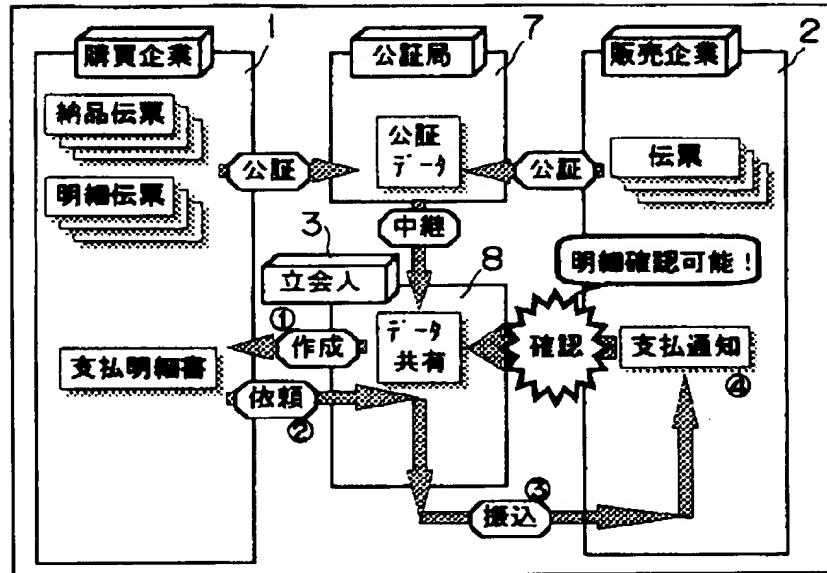 1
購買企業
7
公証局
2
販売企業
納品伝票
公証
データ
公証
公証
伝票
明細伝票
中継
3
立会人
8
明細確認可能！
①
作成
データ
共有
確認
支払通知
④
支払明細書
依頼
②
③
振込